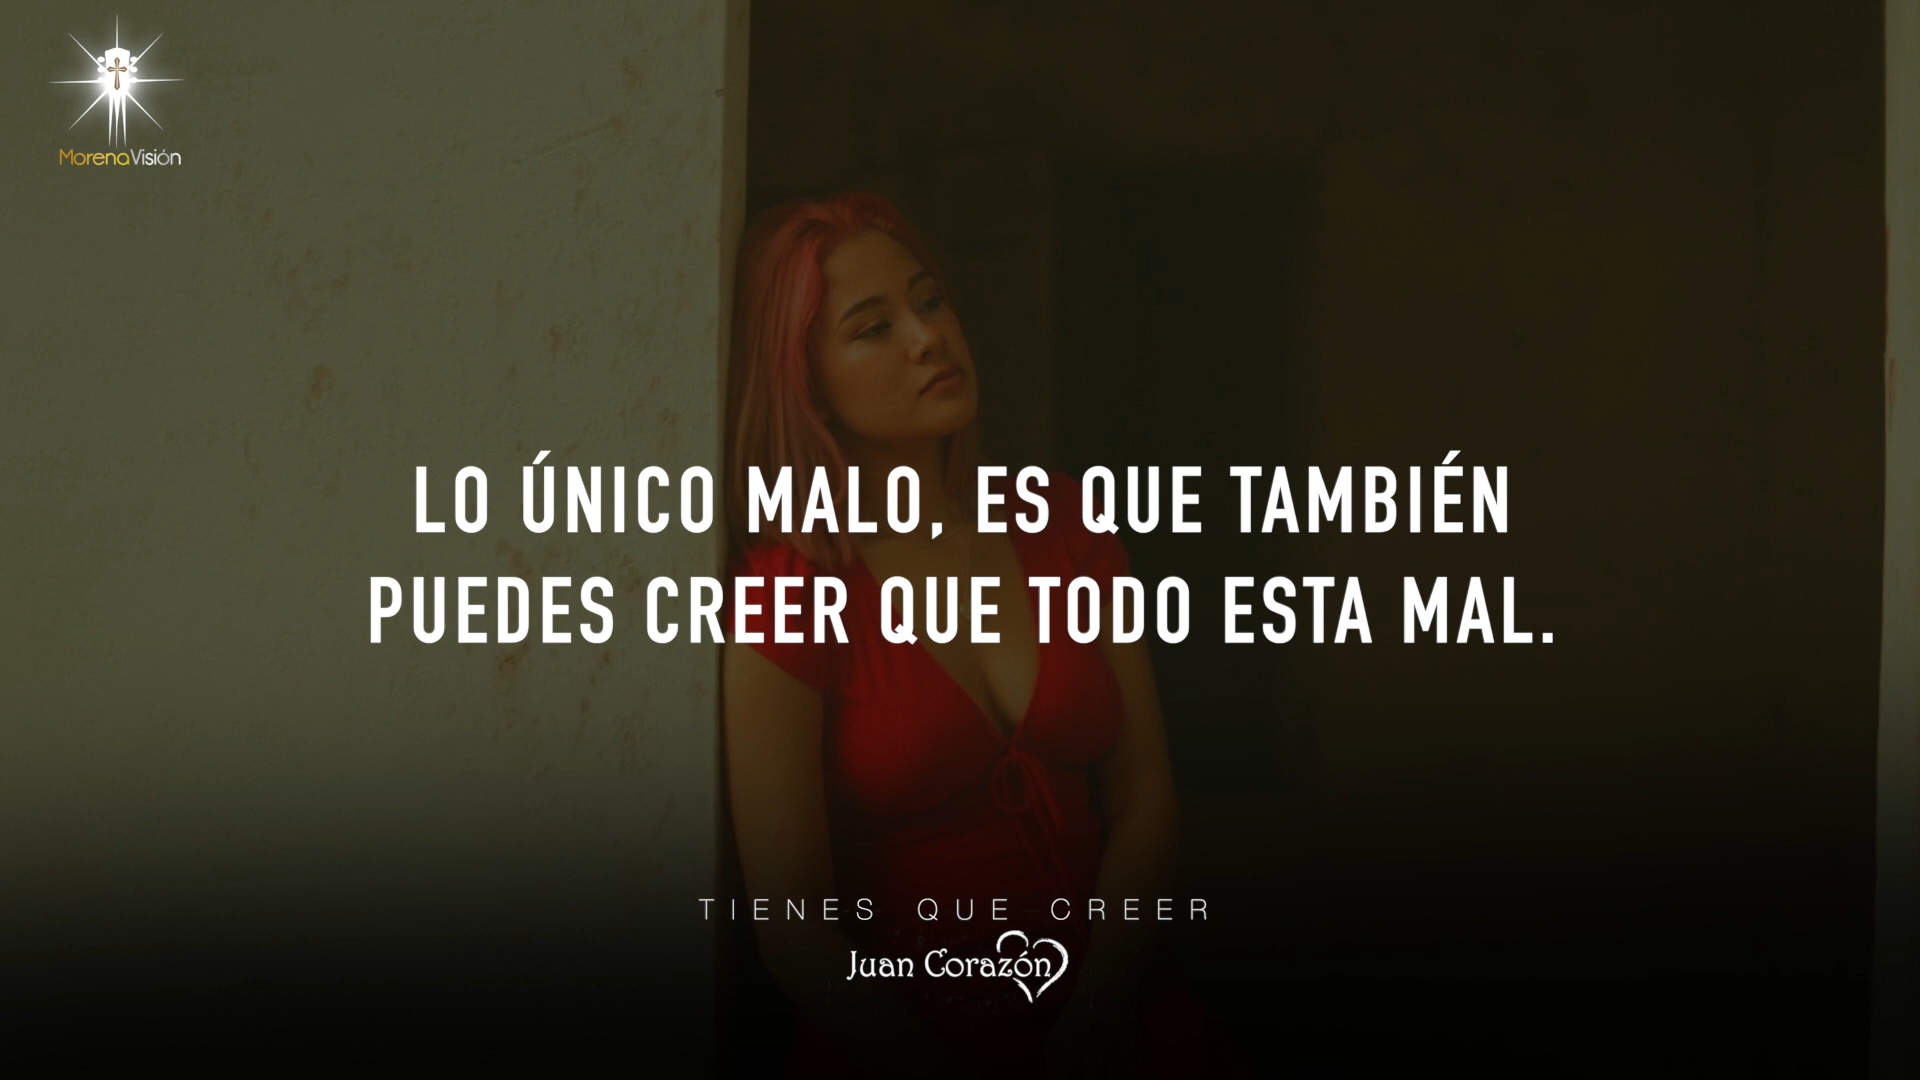 MorenaVisión
LO ÚNICO MALO, ES QUE TAMBIÉN
PUEDES CREER QUE TODO ESTA MAL.
TIENES QUE CREER
Juan Corazón